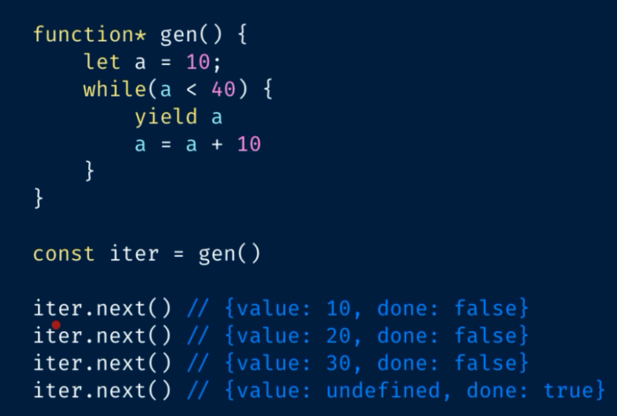 function* gen() {
    let a = 10;
    while(a < 40) {
        yield a
        a = a + 10
    }
}
const iter = gen()
iter.next() // {value: 10, done: false}
iter.next() // {value: 20, done: false}
iter.next() // {value: 30, done: false}
iter.next() // {value: undefined, done: true}